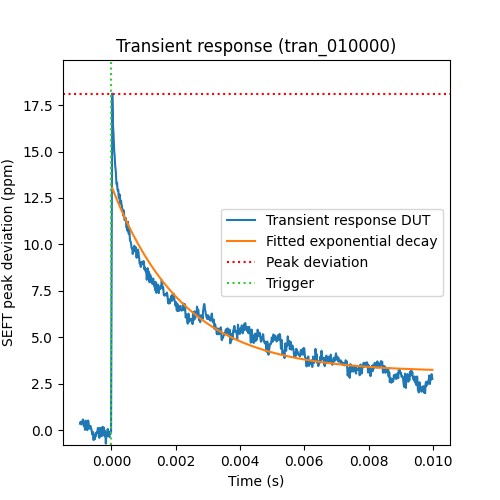 Transient response (tran_010000)
SEFT peak deviation (ppm)
17.5
15.0
12.5
10.0
7.5
5.0
2.5
0.0
Transient response DUT
Fitted exponential decay
Peak deviation
Trigger
0.000 0.002 0.004 0.006 0.008 0.010
Time (s)